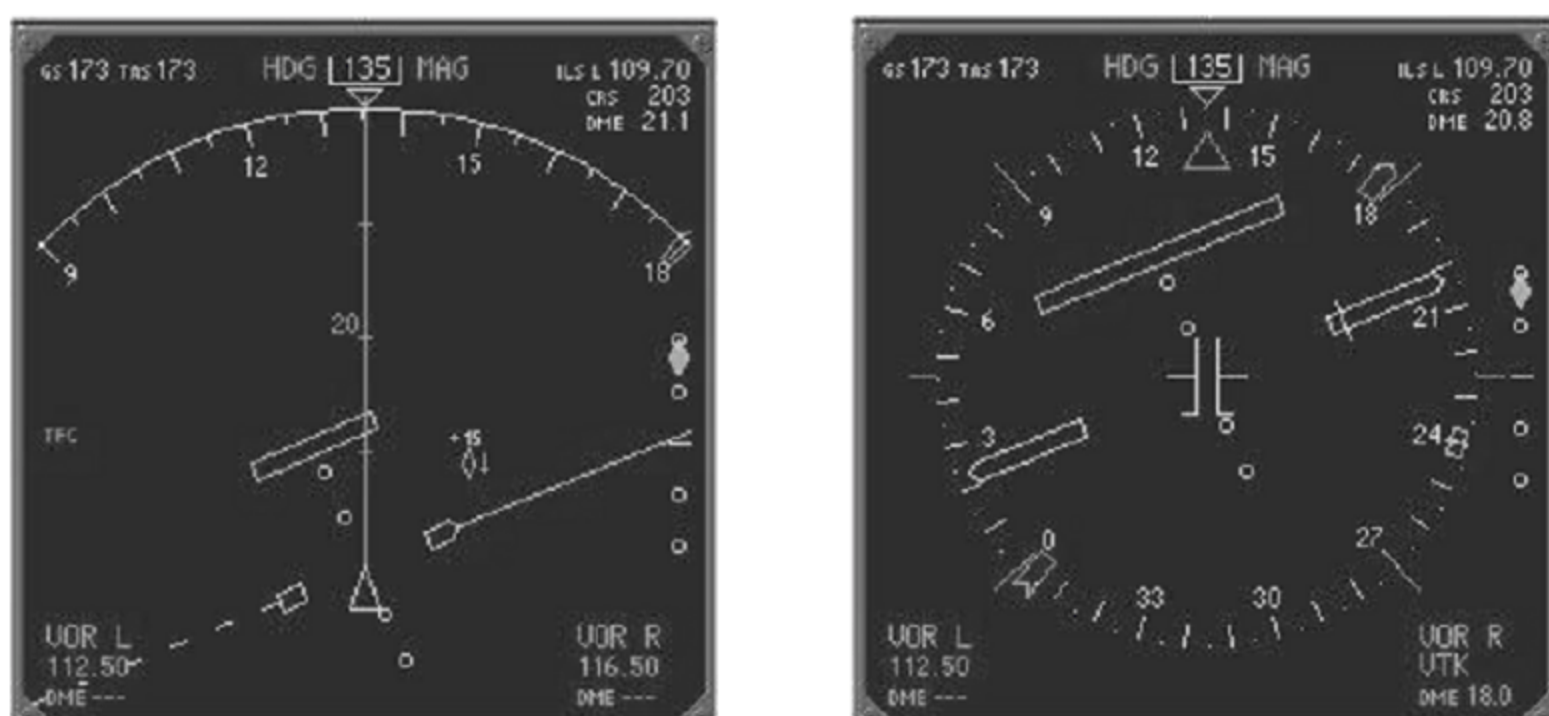 GS 173 TAS 173 HDG 135 MAG ILS L 109.70
CRS 203
DME 21.1
12 15
9 18
20
TFC
+15
VOR L VOR R
112.50 116.50
DME --- DME ---
GS 173 TAS 173 HDG 135 MAG ILS L 109.70
CRS 203
DME 20.8
12 15
9 18
6 21
3 24
0 27
33 30
VOR L VOR R
112.50 VTK
DME --- DME 18.0